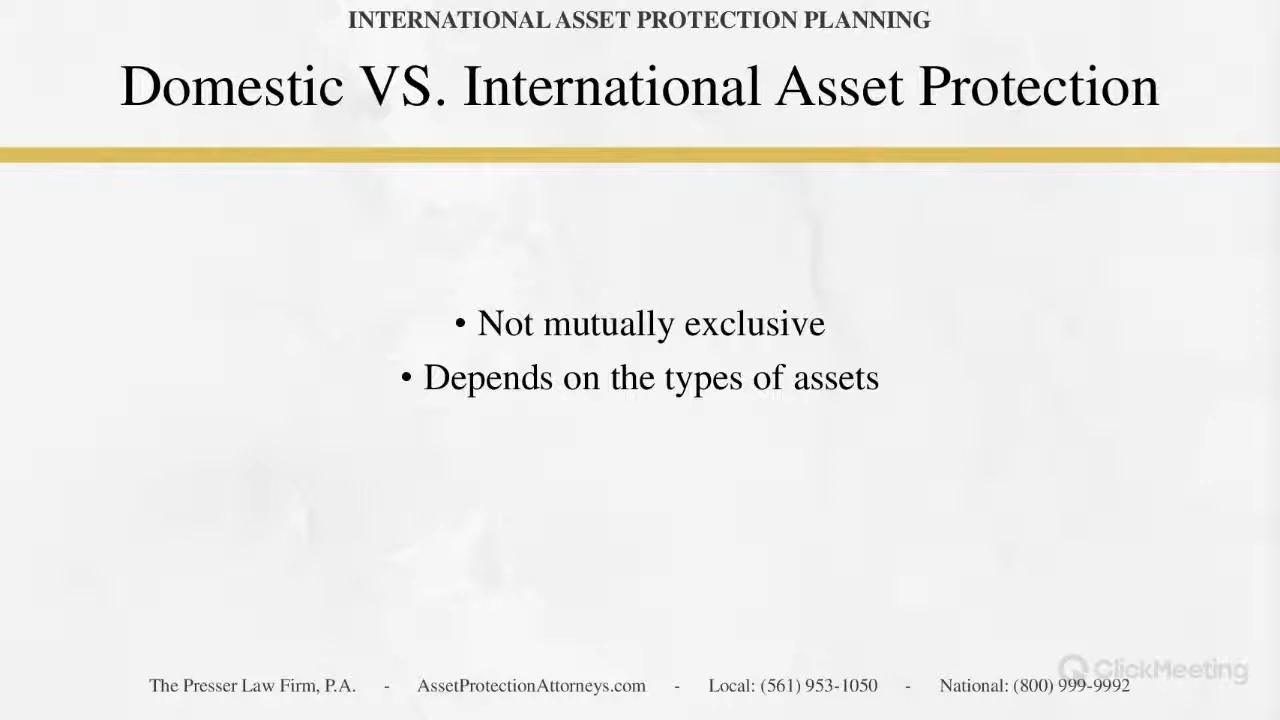 INTERNATIONAL ASSET PROTECTION PLANNING
Domestic VS. International Asset Protection
• Not mutually exclusive
• Depends on the types of assets
ClickMeeting
The Presser Law Firm, P.A. - AssetProtectionAttorneys.com - Local: (561) 953-1050 - National: (800) 999-9992